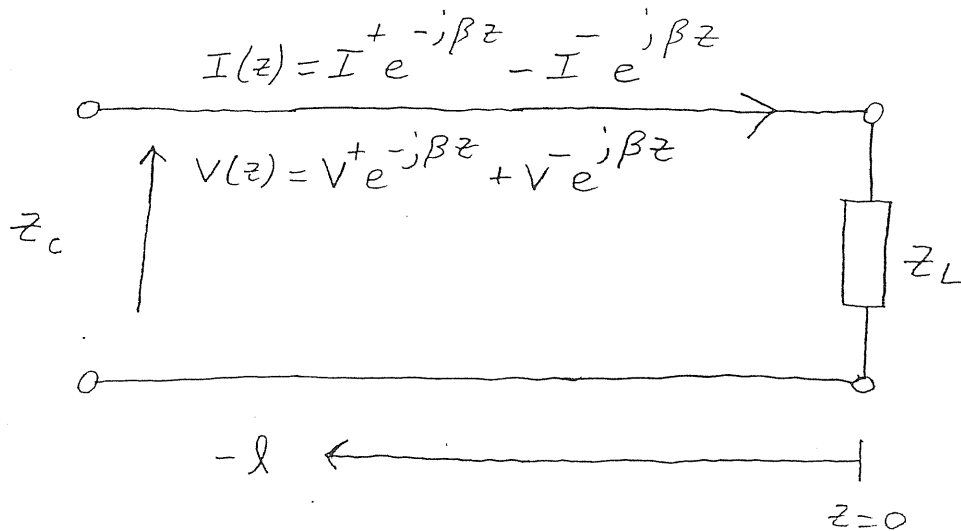 I(z) = I⁺ e^{-jβz} - I⁻ e^{jβz}
V(z) = V⁺ e^{-jβz} + V⁻ e^{jβz}
Z_c
Z_L
-l
z=0